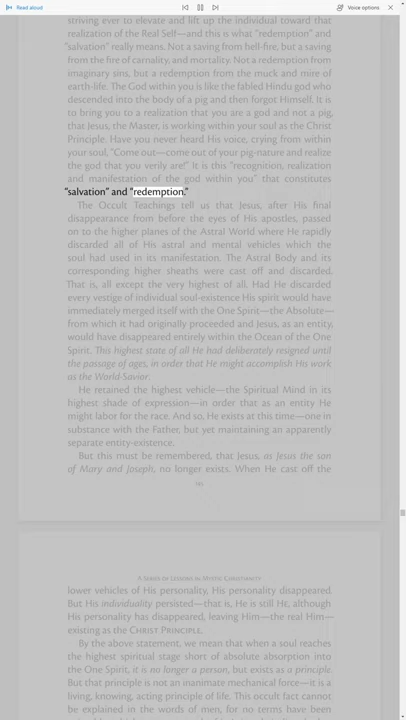 Read aloud
Voice options
striving ever to elevate and lift up the individual toward that
realization of the Real Self—and this is what "redemption" and
"salvation" really means. Not a saving from hell-fire, but a saving
from the fire of carnality, and mortality. Not a redemption from
imaginary sins, but a redemption from the muck and mire of
earth-life. The God within you is like the fabled Hindu god who
descended into the body of a pig and then forgot Himself. It is
to bring you to a realization that you are a god and not a pig,
that Jesus, the Master, is working within your soul as the Christ
Principle. Have you never heard His voice, crying from within
your soul, "Come out—come out of your pig-nature and realize
the god that you verily are!" It is this "recognition, realization
and manifestation of the god within you" that constitutes
"salvation" and "redemption."
The Occult Teachings tell us that Jesus, after His final
disappearance from before the eyes of His apostles, passed
on to the higher planes of the Astral World where He rapidly
discarded all of His astral and mental vehicles which the
soul had used in its manifestation. The Astral Body and its
corresponding higher sheaths were cast off and discarded.
That is, all except the very highest of all. Had He discarded
every vestige of individual soul-existence His spirit would have
immediately merged itself with the One Spirit—the Absolute—
from which it had originally proceeded and Jesus, as an entity,
would have disappeared entirely within the Ocean of the One
Spirit. This highest state of all He had deliberately resigned until
the passage of ages, in order that He might accomplish His work
as the World-Savior.
He retained the highest vehicle—the Spiritual Mind in its
highest shade of expression—in order that as an entity He
might labor for the race. And so, He exists at this time—one in
substance with the Father, but yet maintaining an apparently
separate entity-existence.
But this must be remembered, that Jesus, as Jesus the son
of Mary and Joseph, no longer exists. When He cast off the
A Series of Lessons in Mystic Christianity
lower vehicles of His personality, His personality disappeared.
But His individuality persisted—that is, He is still He, although
His personality has disappeared, leaving Him—the real Him—
existing as the Christ Principle.
By the above statement, we mean that when a soul reaches
the highest spiritual stage short of absolute absorption into
the One Spirit, it is no longer a person, but exists as a principle.
But that principle is not an inanimate mechanical force—it is a
living, knowing, acting principle of life. This occult fact cannot
be explained in the words of men, for no terms have been